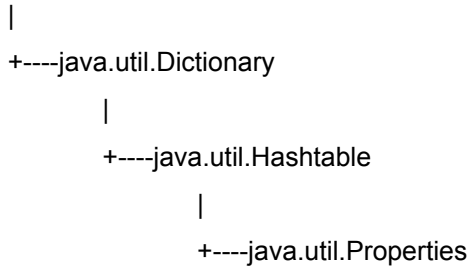 |
+----java.util.Dictionary
|
+----java.util.Hashtable
|
+----java.util.Properties